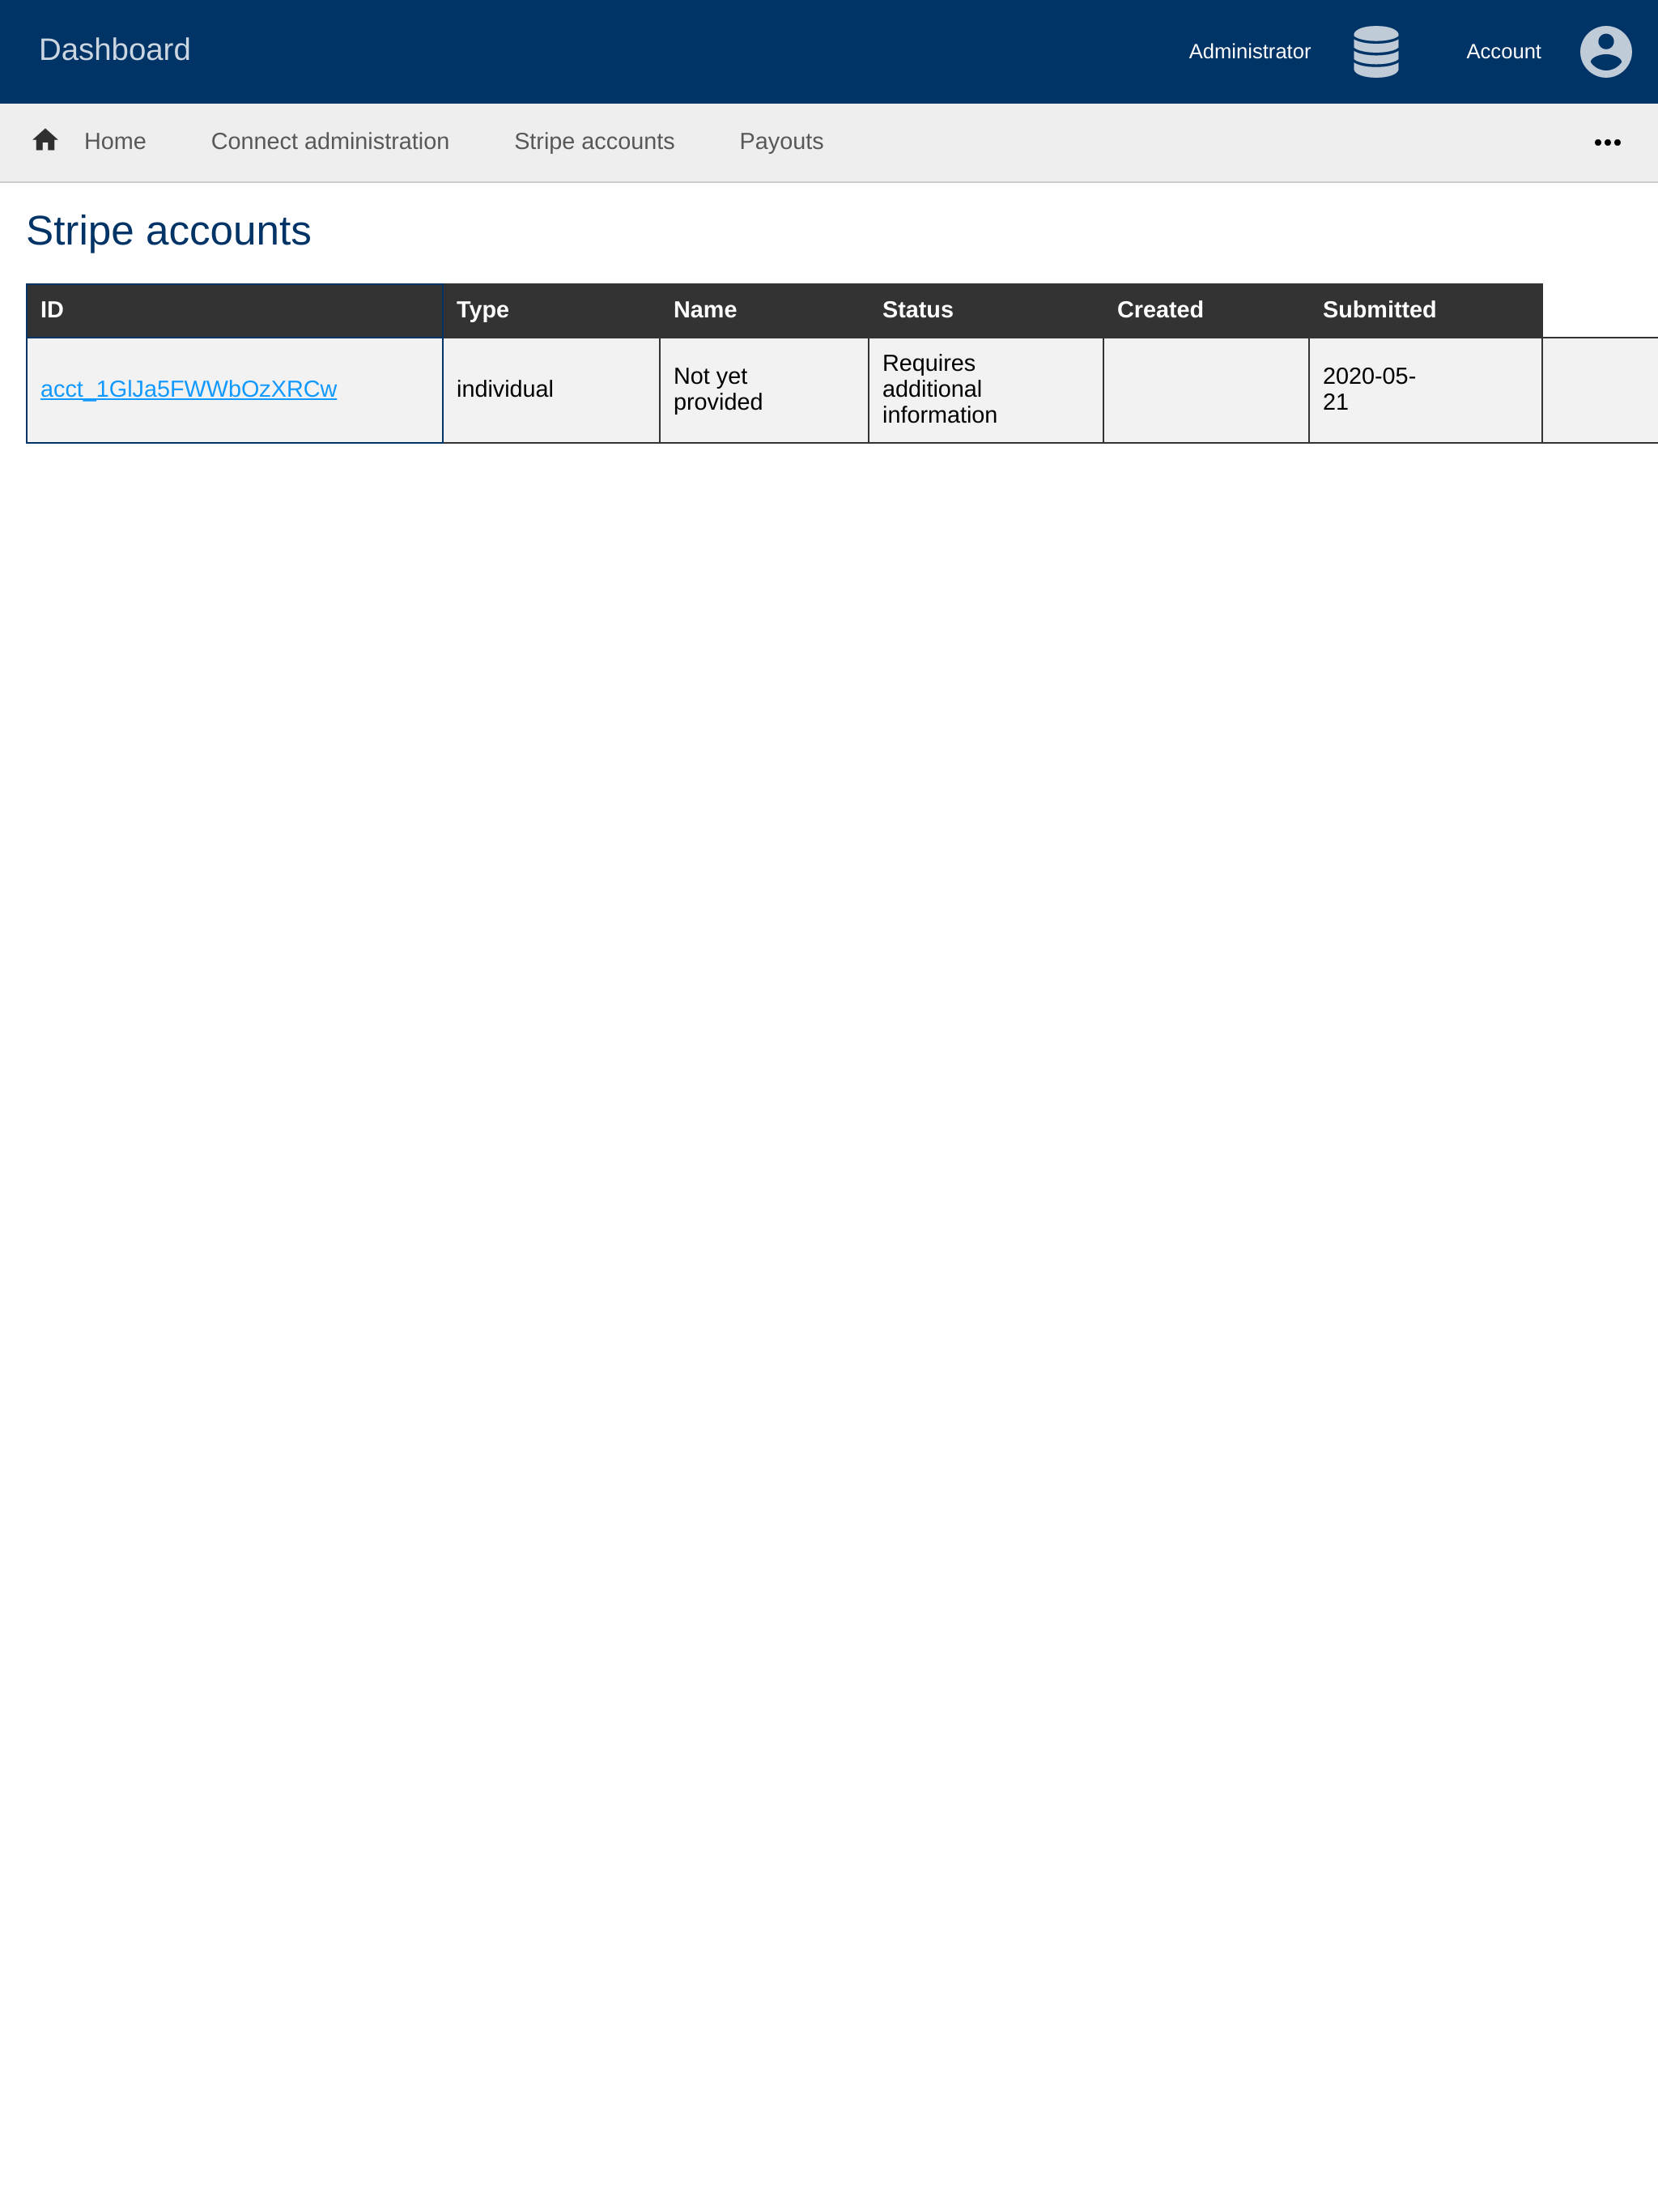 Dashboard
Administrator
Account
Home
Connect administration
Stripe accounts
Payouts
Stripe accounts
ID
Type
Name
Status
Created
Submitted
acct_1GlJa5FWWbOzXRCw
individual
Not yet
provided
Requires
additional
information
2020-05-
21